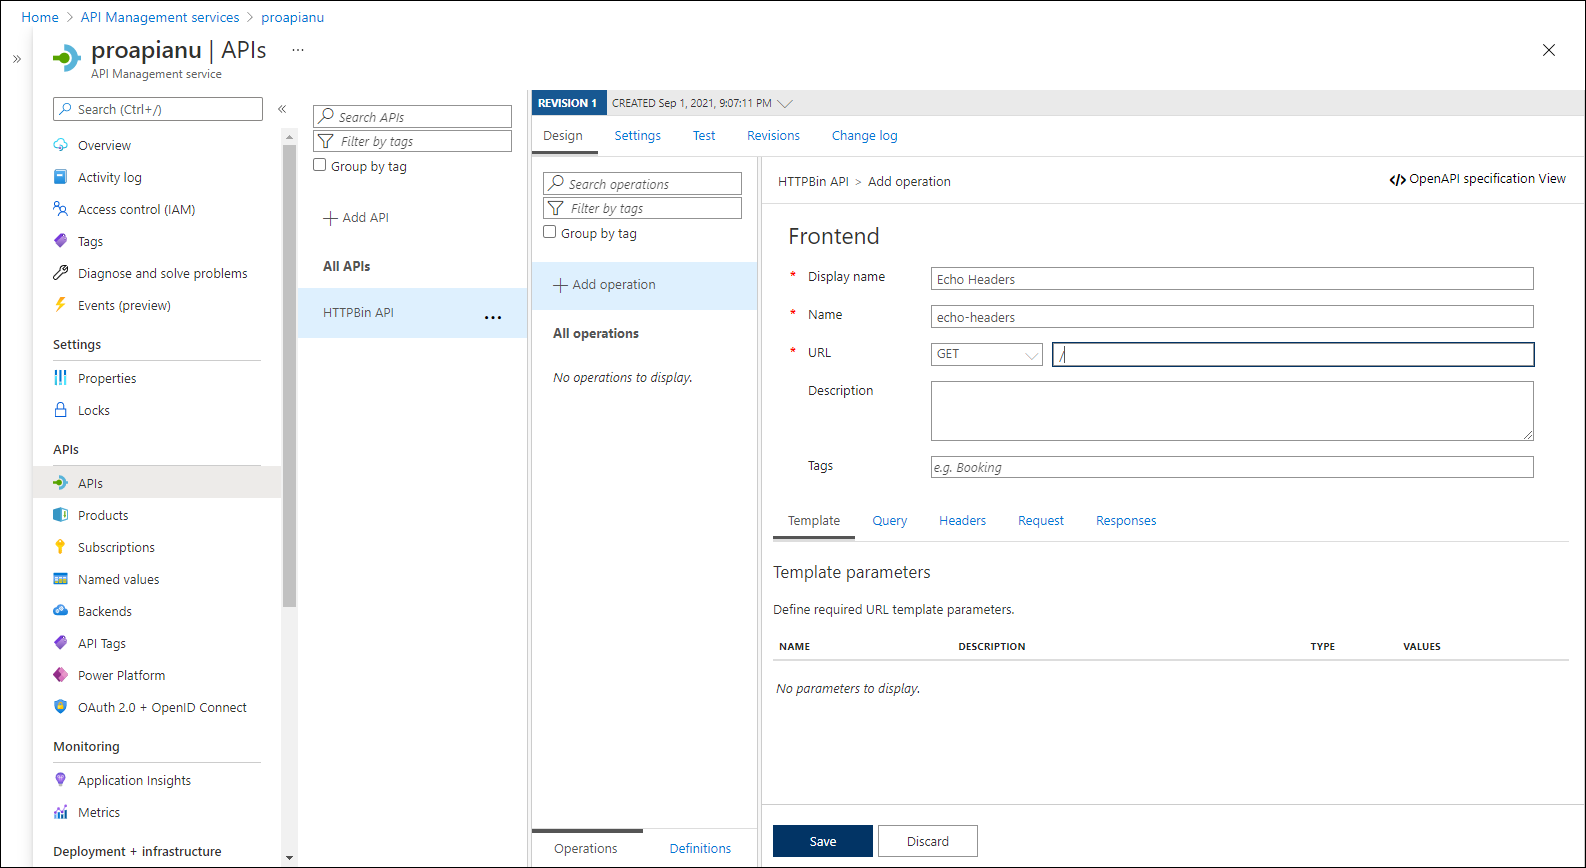 Home > API Management services > proapianu
proapianu | APIs ...
API Management service
Search (Ctrl+/)
Overview
Activity log
Access control (IAM)
Tags
Diagnose and solve problems
Events (preview)
Settings
Properties
Locks
APIs
APIs
Products
Subscriptions
Named values
Backends
API Tags
Power Platform
OAuth 2.0 + OpenID Connect
Monitoring
Application Insights
Metrics
Deployment + infrastructure
Search APIs
Filter by tags
Group by tag
Add API
All APIs
HTTPBin API ...
REVISION 1 CREATED Sep 1, 2021, 9:07:11 PM
Design Settings Test Revisions Change log
Search operations
Filter by tags
Group by tag
Add operation
All operations
No operations to display.
Operations Definitions
HTTPBin API > Add operation
</> OpenAPI specification View
Frontend
* Display name Echo Headers
* Name echo-headers
* URL GET /
Description
Tags e.g. Booking
Template Query Headers Request Responses
Template parameters
Define required URL template parameters.
NAME DESCRIPTION TYPE VALUES
No parameters to display.
Save Discard